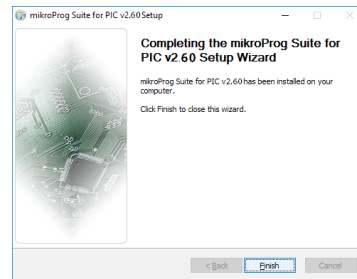 mikroProg Suite for PIC v2.60 Setup
Completing the mikroProg Suite for
PIC v2.60 Setup Wizard
mikroProg Suite for PIC v2.60 has been installed on your
computer.
Click Finish to close this wizard.
< Back
Finish
Cancel